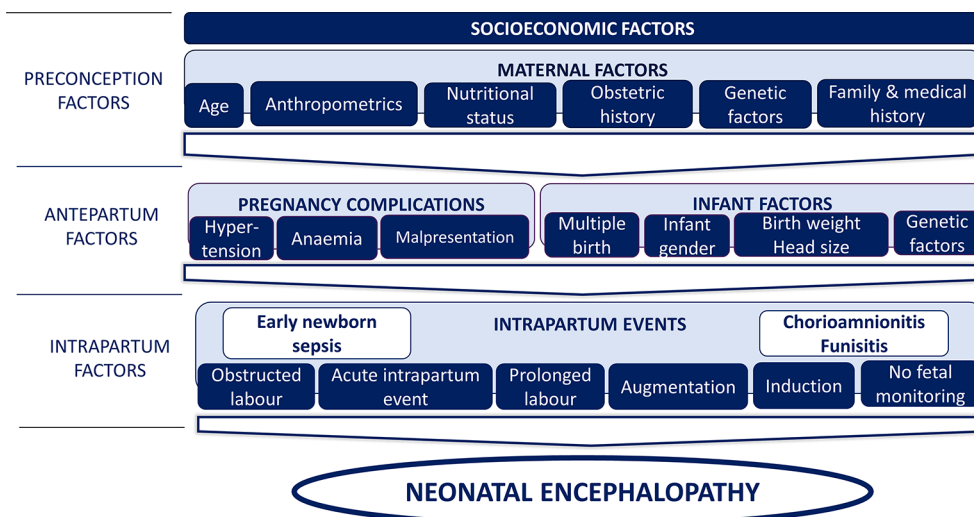 SOCIOECONOMIC FACTORS
PRECONCEPTION
FACTORS
MATERNAL FACTORS
Age
Anthropometrics
Nutritional
status
Obstetric
history
Genetic
factors
Family & medical
history
ANTEPARTUM
FACTORS
PREGNANCY COMPLICATIONS
Hyper-
tension
Anaemia
Malpresentation
INFANT FACTORS
Multiple
birth
Infant
gender
Birth weight
Head size
Genetic
factors
INTRAPARTUM
FACTORS
Early newborn
sepsis
INTRAPARTUM EVENTS
Chorioamnionitis
Funisitis
Obstructed
labour
Acute intrapartum
event
Prolonged
labour
Augmentation
Induction
No fetal
monitoring
NEONATAL ENCEPHALOPATHY